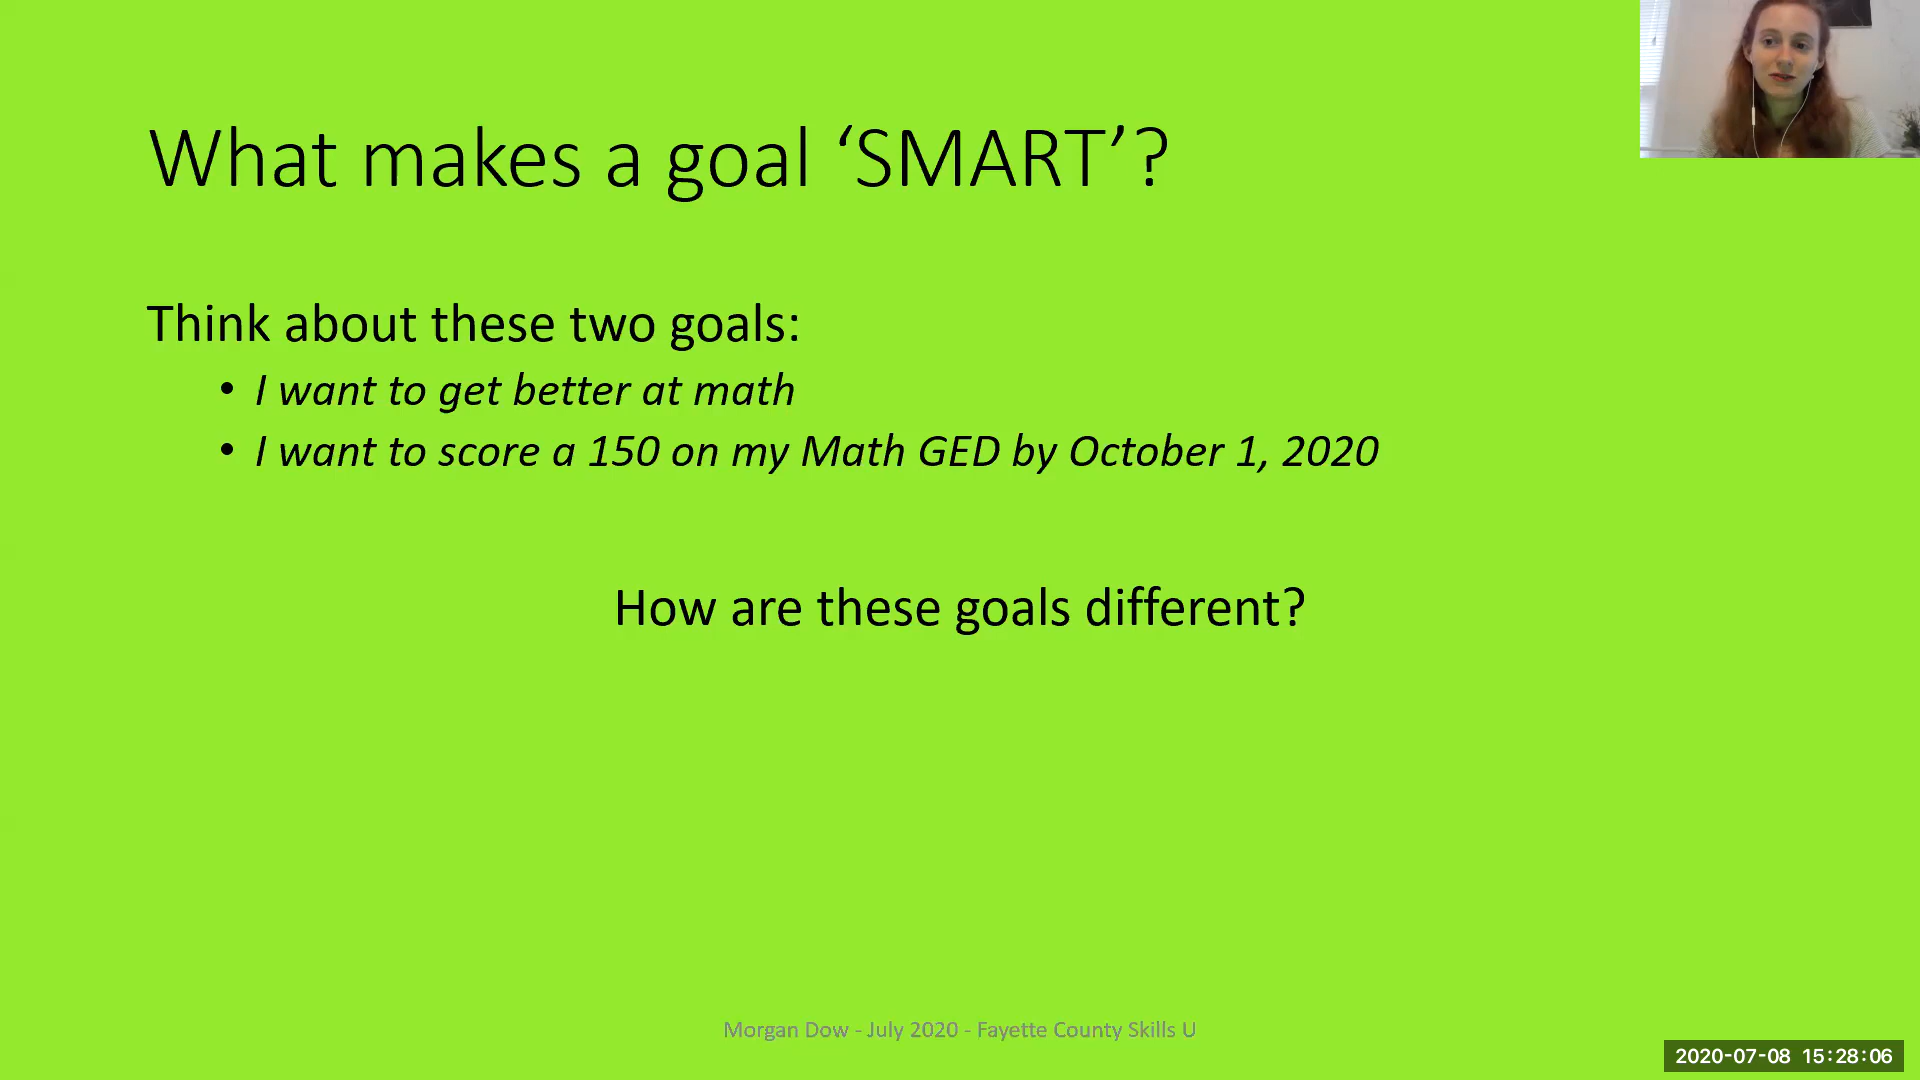 What makes a goal ‘SMART’?
Think about these two goals:
• I want to get better at math
• I want to score a 150 on my Math GED by October 1, 2020
How are these goals different?
Morgan Dow - July 2020 - Fayette County Skills U
2020-07-08 15:28:06